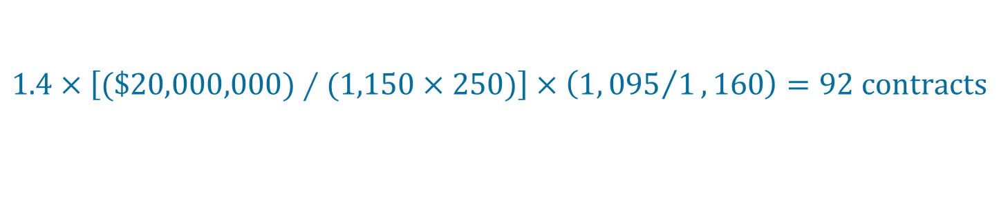 1.4 × [($20,000,000) / (1,150 × 250)] × (1, 095/1 , 160) = 92 contracts